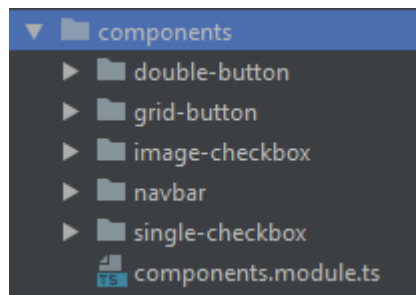 components
double-button
grid-button
image-checkbox
navbar
single-checkbox
TS components.module.ts